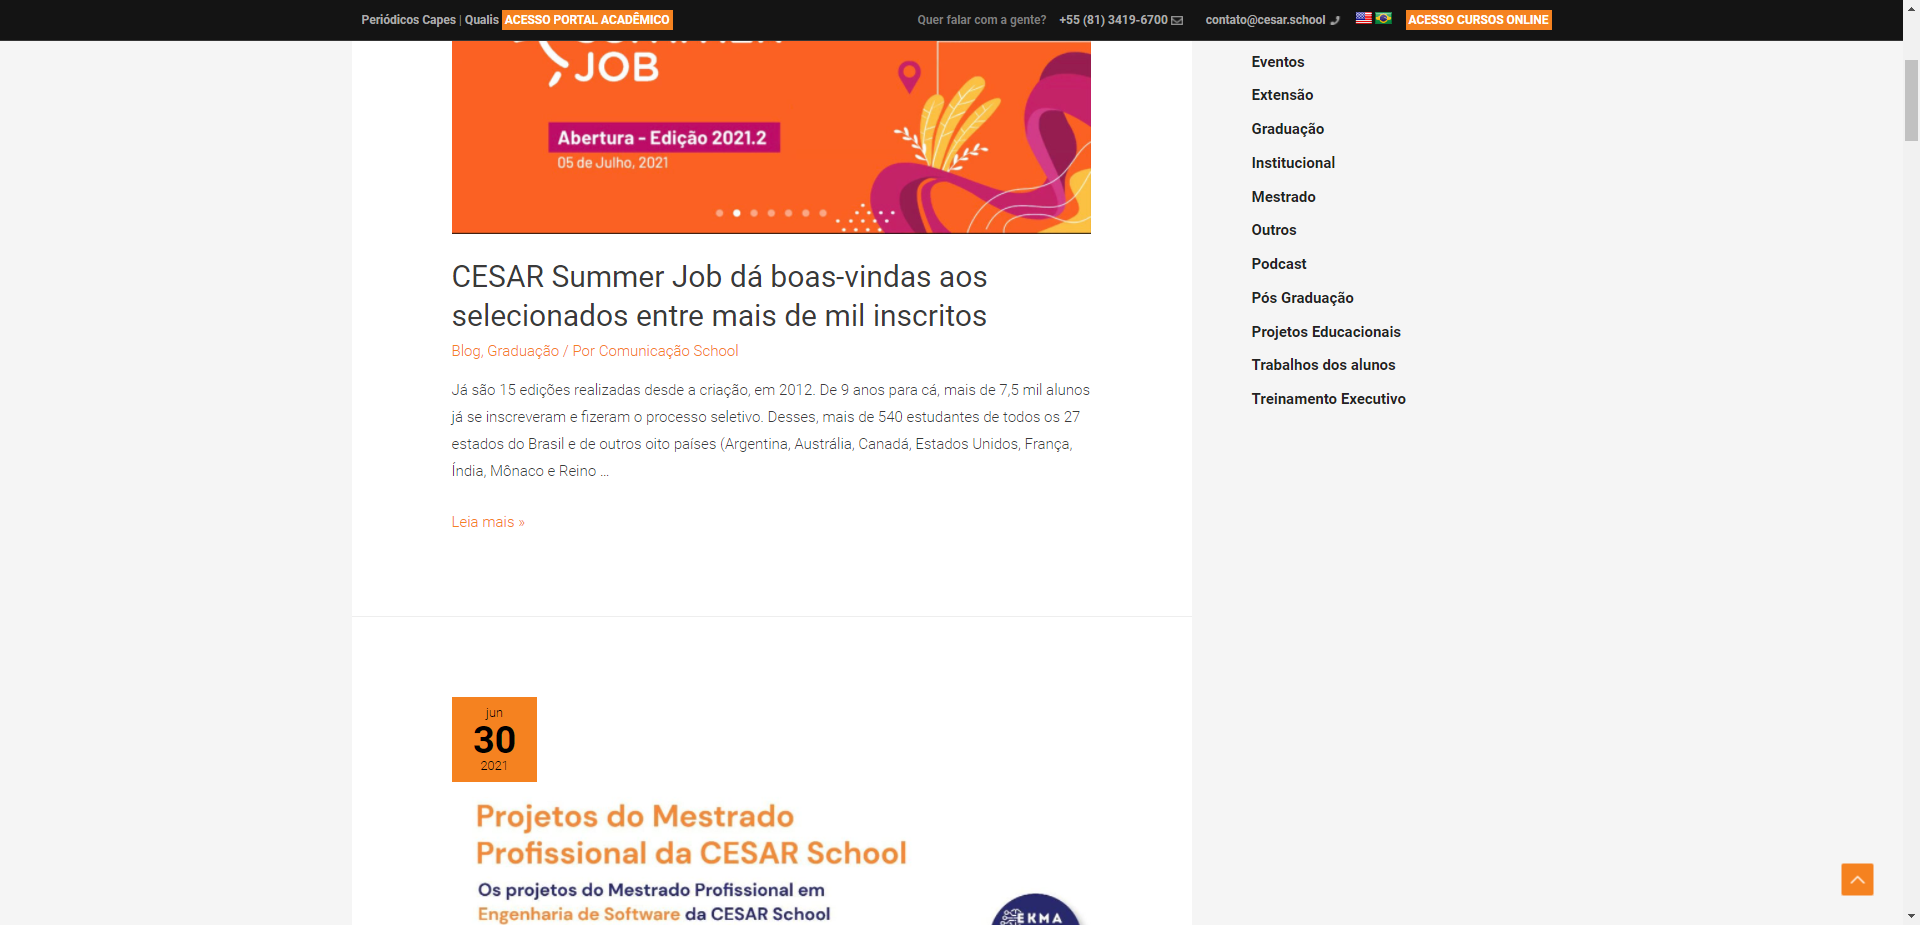 Periódicos Capes | Qualis ACESSO PORTAL ACADÊMICO
Quer falar com a gente? +55 (81) 3419-6700 contato@cesar.school ACESSO CURSOS ONLINE
JOB
Abertura - Edição 2021.2
05 de Julho, 2021
CESAR Summer Job dá boas-vindas aos
selecionados entre mais de mil inscritos
Blog, Graduação / Por Comunicação School
Já são 15 edições realizadas desde a criação, em 2012. De 9 anos para cá, mais de 7,5 mil alunos
já se inscreveram e fizeram o processo seletivo. Desses, mais de 540 estudantes de todos os 27
estados do Brasil e de outros oito países (Argentina, Austrália, Canadá, Estados Unidos, França,
Índia, Mônaco e Reino ...
Leia mais »
jun
30
2021
Projetos do Mestrado
Profissional da CESAR School
Os projetos do Mestrado Profissional em
Engenharia de Software da CESAR School
EKMA
Eventos
Extensão
Graduação
Institucional
Mestrado
Outros
Podcast
Pós Graduação
Projetos Educacionais
Trabalhos dos alunos
Treinamento Executivo